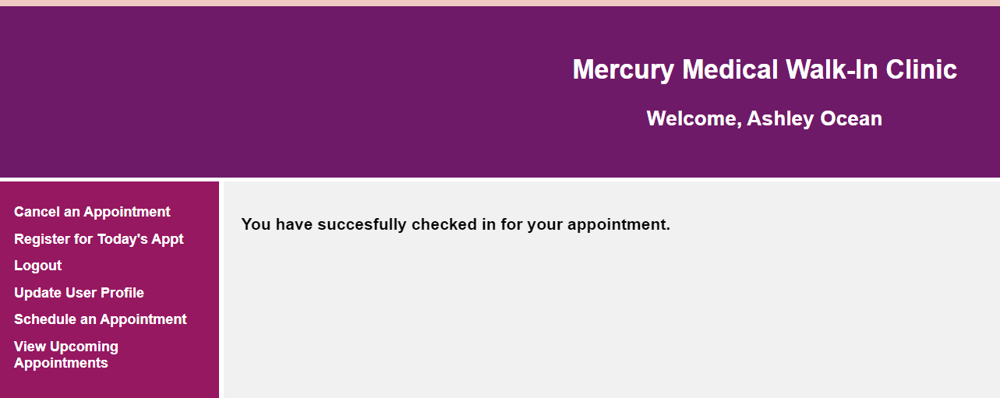 Mercury Medical Walk-In Clinic
Welcome, Ashley Ocean
Cancel an Appointment
Register for Today's Appt
Logout
Update User Profile
Schedule an Appointment
View Upcoming
Appointments
You have succesfully checked in for your appointment.